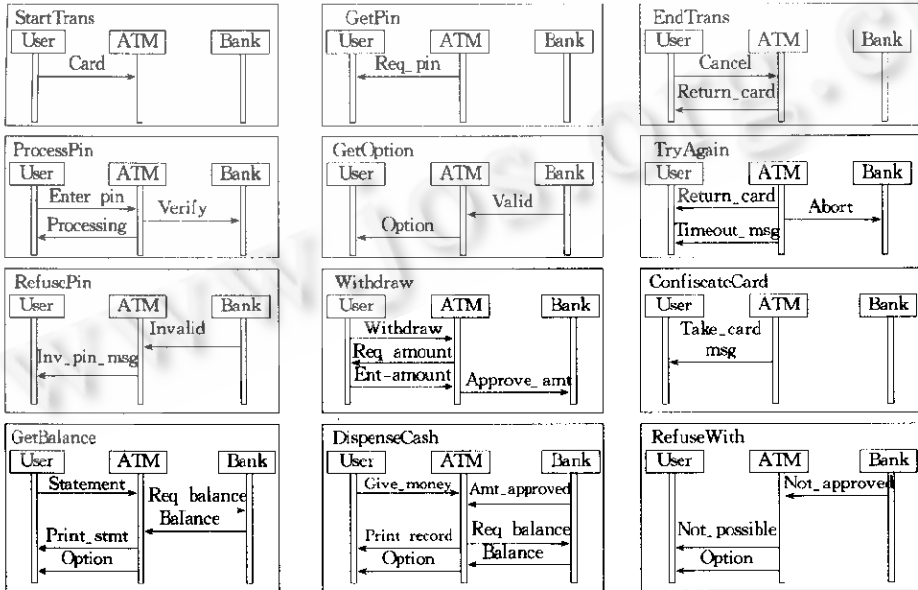 StartTrans
User ATM Bank
Card
GetPin
User ATM Bank
Req_pin
EndTrans
User ATM Bank
Cancel
Return_card
ProcessPin
User ATM Bank
Enter pin
Verify
Processing
GetOption
User ATM Bank
Valid
Option
TryAgain
User ATM Bank
Return_card
Abort
Timeout_msg
RefusePin
User ATM Bank
Invalid
Inv_pin_msg
Withdraw
User ATM Bank
Withdraw
Req amount
Ent-amount
Approve_amt
ConfiscateCard
User ATM Bank
Take_card
msg
GetBalance
User ATM Bank
Statement
Req balance
Balance
Print_stmt
Option
DispenseCash
User ATM Bank
Give_money
Amt_approved
Print record
Req balance
Option
Balance
RefuseWith
User ATM Bank
Not_approved
Not_possible
Option